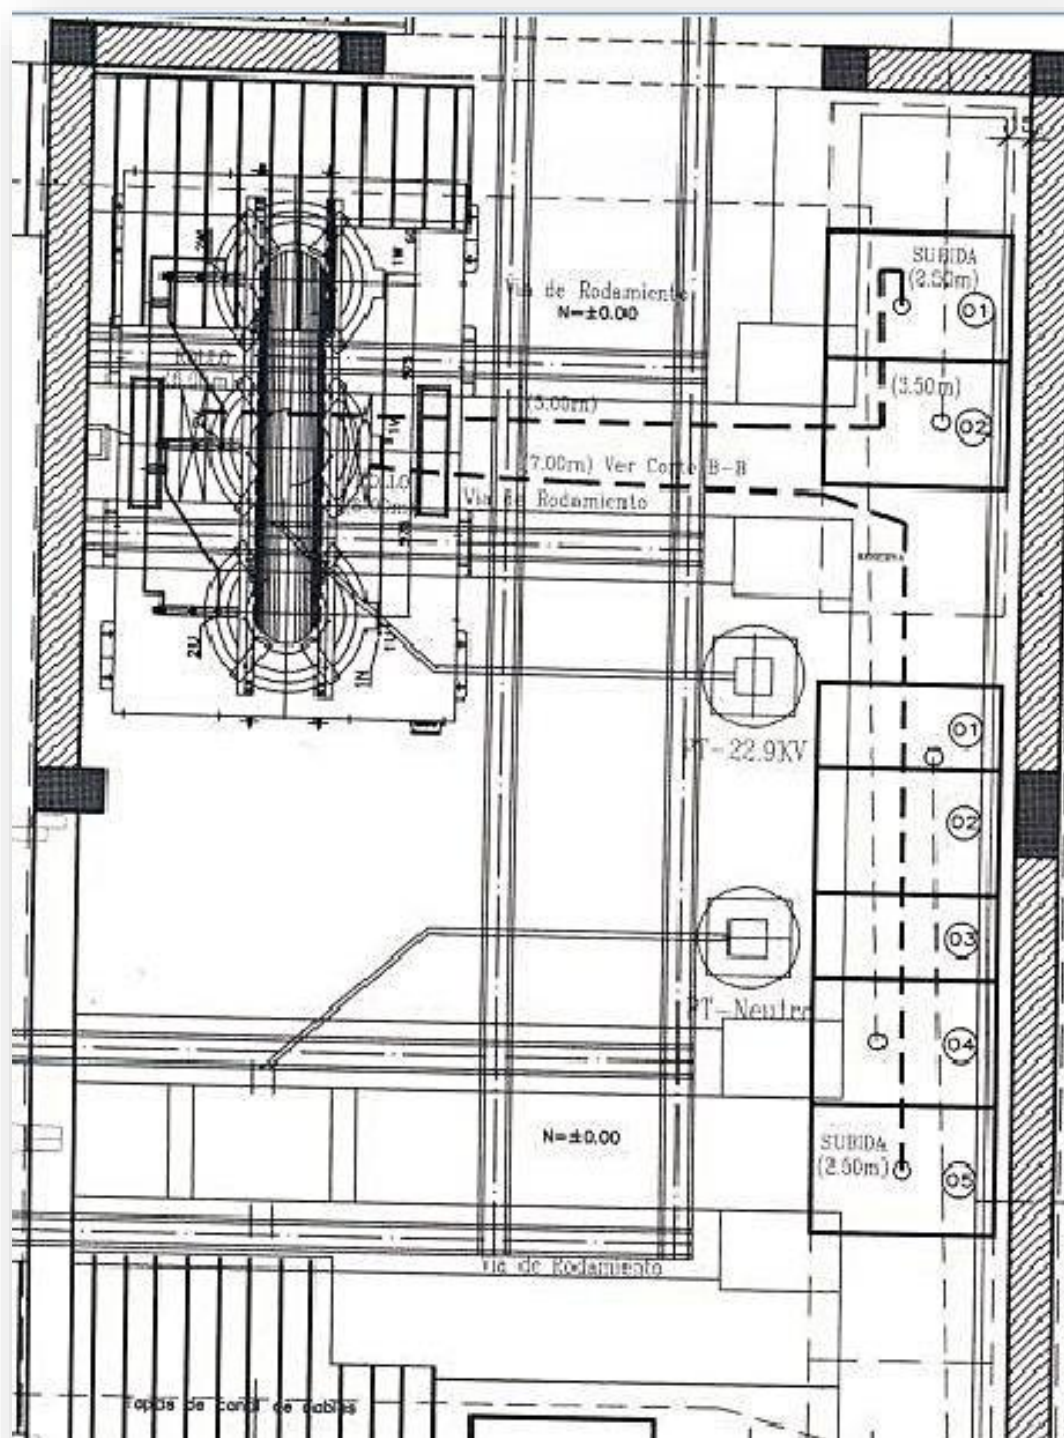 SUBIDA
(2.50m)
01
Via de Rodamiento
N=±0.00
(3.50m)
02
(5.00m)
(7.00m) Ver Corte B-B
Via de Rodamiento
RESERVA
2U
1N
01
PT-22.9KV
02
03
PT-Neutro
04
N=±0.00
SUBIDA
(2.50m)
05
Via de Rodamiento
Tapas de canal de cables